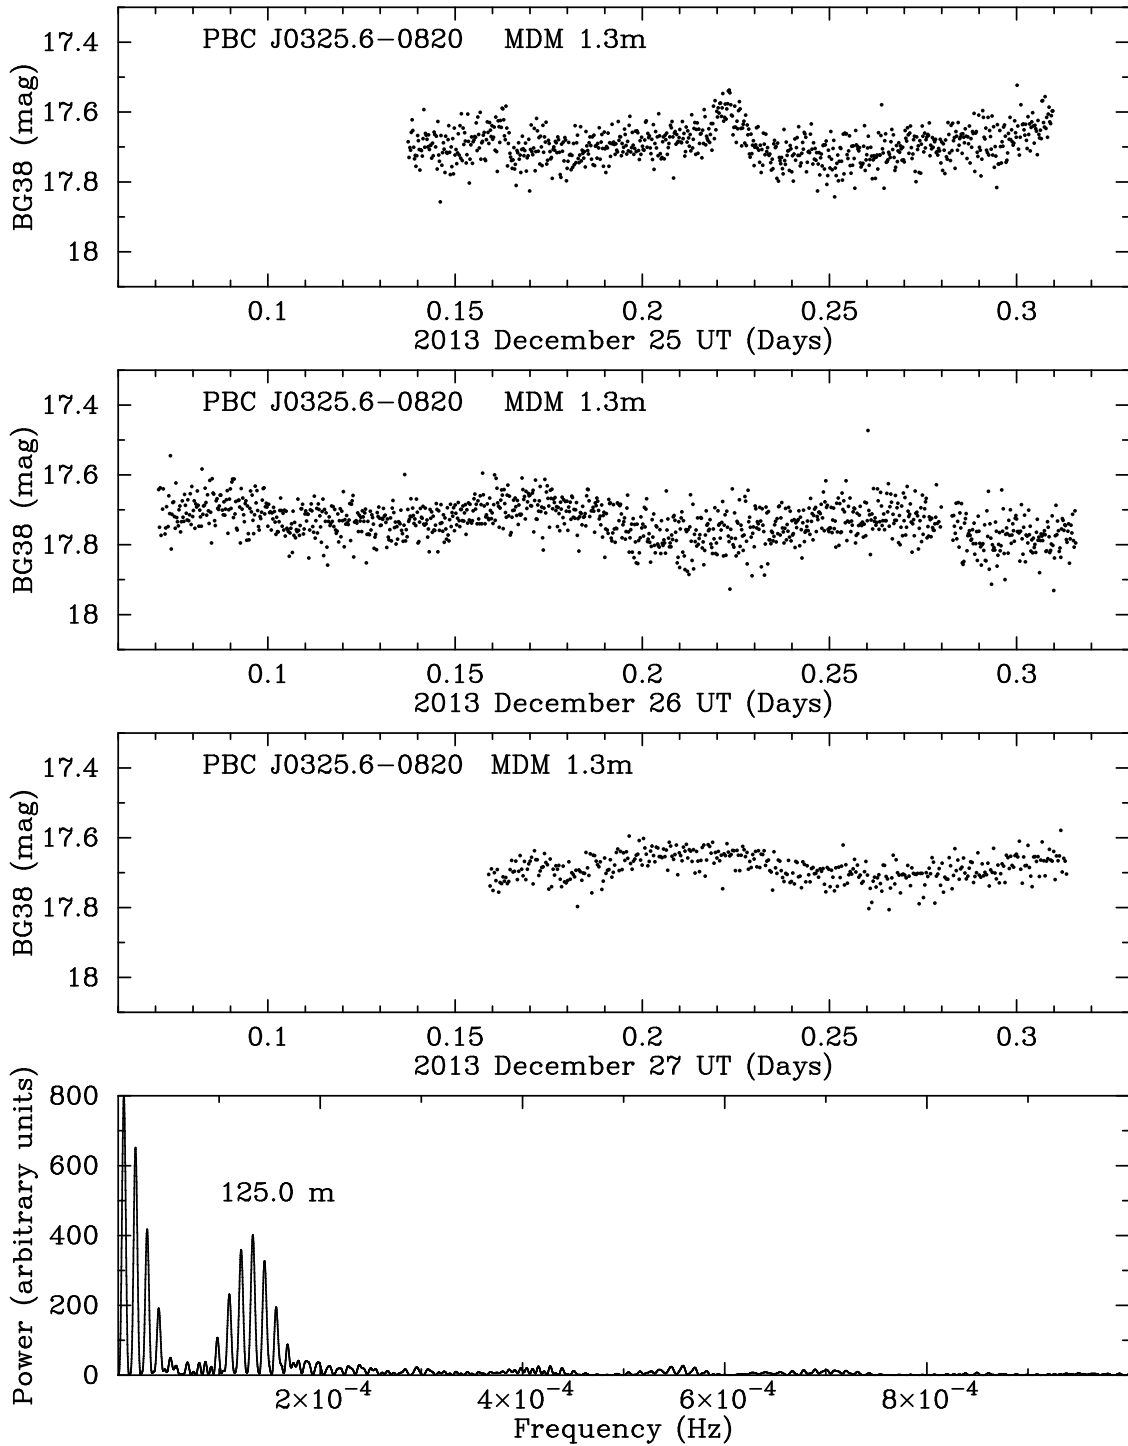 PBC J0325.6−0820 MDM 1.3m
BG38 (mag)
17.4
17.6
17.8
18
0.1 0.15 0.2 0.25 0.3
2013 December 25 UT (Days)
PBC J0325.6−0820 MDM 1.3m
BG38 (mag)
17.4
17.6
17.8
18
0.1 0.15 0.2 0.25 0.3
2013 December 26 UT (Days)
PBC J0325.6−0820 MDM 1.3m
BG38 (mag)
17.4
17.6
17.8
18
0.1 0.15 0.2 0.25 0.3
2013 December 27 UT (Days)
Power (arbitrary units)
800
600
400
200
0
125.0 m
2×10⁻⁴ 4×10⁻⁴ 6×10⁻⁴ 8×10⁻⁴
Frequency (Hz)